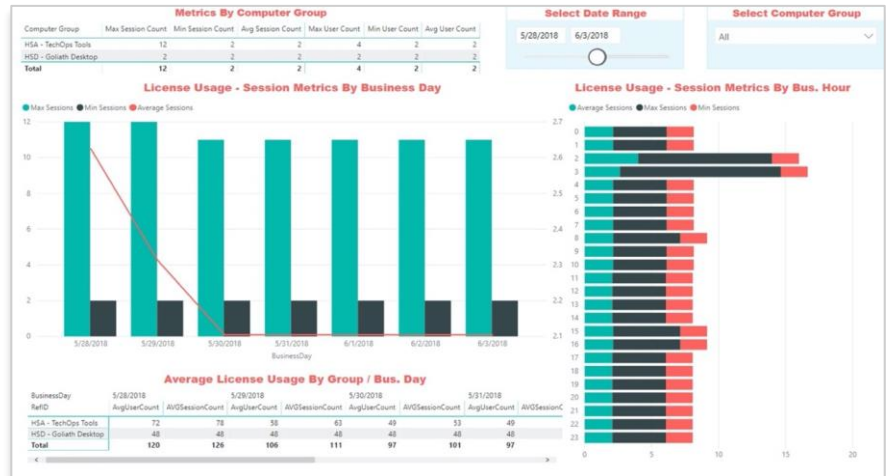 Metrics By Computer Group
Computer Group Max Session Count Min Session Count Avg Session Count Max User Count Min User Count Avg User Count
HSA - TechOps Tools 12 2 2 4 2 2
HSD - Goliath Desktop 2 2 2 2 2 2
Total 12 2 2 4 2 2
Select Date Range
5/28/2018 6/3/2018
Select Computer Group
All
License Usage - Session Metrics By Business Day
Max Sessions Min Sessions Average Sessions
12
10
8
6
4
2
0
2.7
2.6
2.5
2.4
2.3
2.2
2.1
5/28/2018 5/29/2018 5/30/2018 5/31/2018 6/1/2018 6/2/2018 6/3/2018
BusinessDay
License Usage - Session Metrics By Bus. Hour
Average Sessions Max Sessions Min Sessions
0
1
2
3
4
5
6
7
8
9
10
11
12
13
14
15
16
17
18
19
20
21
22
23
0 5 10 15 20
Average License Usage By Group / Bus. Day
BusinessDay 5/28/2018 5/29/2018 5/30/2018 5/31/2018
RefID AvgUserCount AVGSessionCount AvgUserCount AVGSessionCount AvgUserCount AVGSessionCount AvgUserCount AVGSessionC
HSA - TechOps Tools 72 78 58 63 49 53 49
HSD - Goliath Desktop 48 48 48 48 48 48 48
Total 120 126 106 111 97 101 97